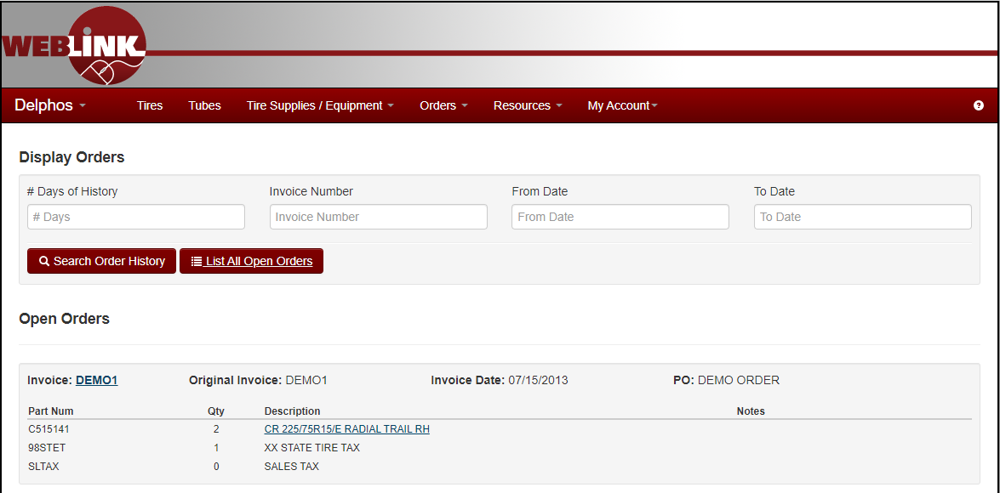 WEBLINK
Delphos Tires Tubes Tire Supplies / Equipment Orders Resources My Account ?
Display Orders
# Days of History Invoice Number From Date To Date
# Days Invoice Number From Date To Date
Search Order History List All Open Orders
Open Orders
Invoice: DEMO1 Original Invoice: DEMO1 Invoice Date: 07/15/2013 PO: DEMO ORDER
Part Num Qty Description Notes
C515141 2 CR 225/75R15/E RADIAL TRAIL RH
98STET 1 XX STATE TIRE TAX
SLTAX 0 SALES TAX